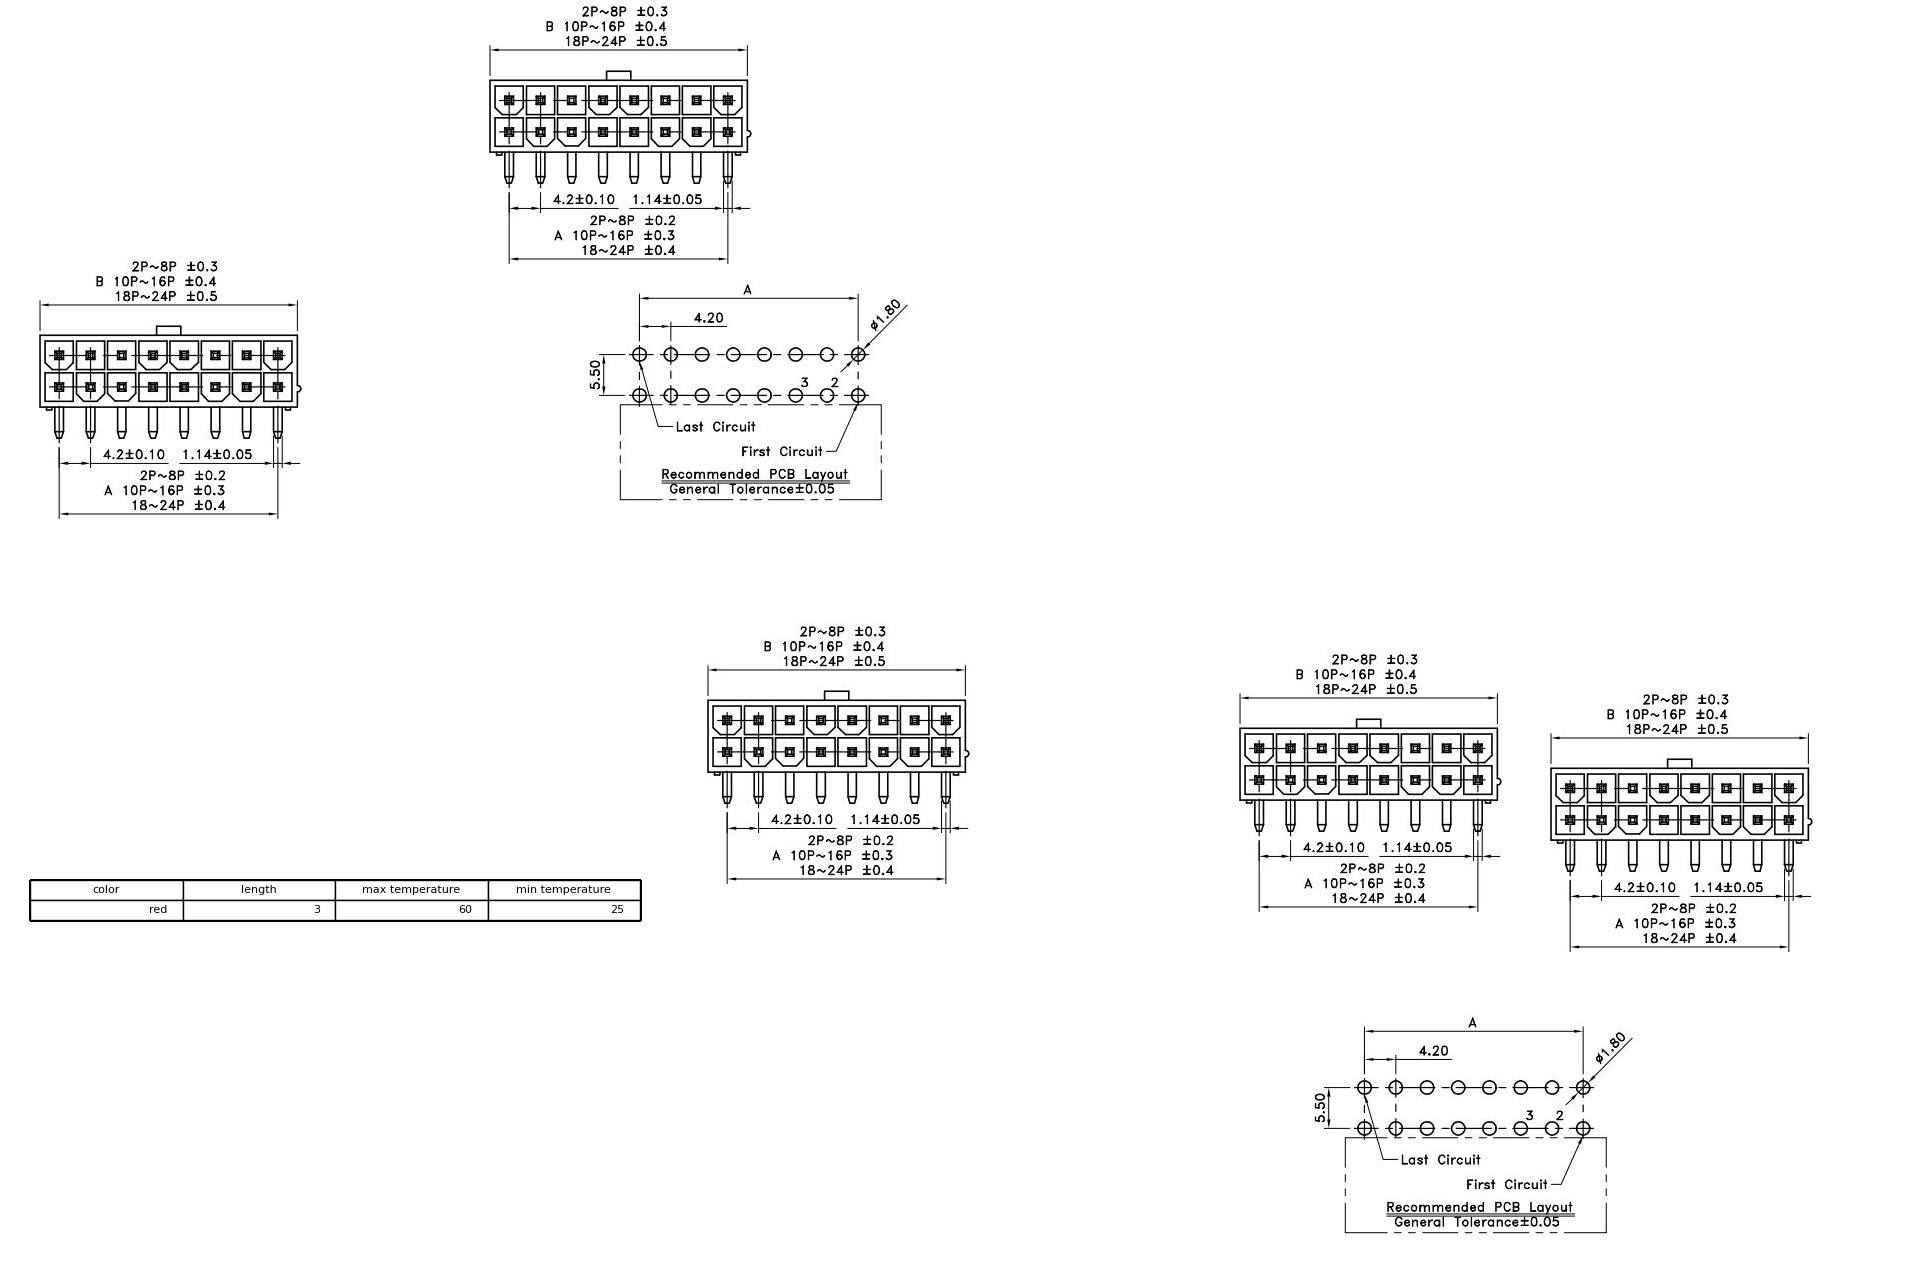 2P~8P ±0.3
B 10P~16P ±0.4
18P~24P ±0.5
4.2±0.10 1.14±0.05
2P~8P ±0.2
A 10P~16P ±0.3
18~24P ±0.4
2P~8P ±0.3
B 10P~16P ±0.4
18P~24P ±0.5
4.2±0.10 1.14±0.05
2P~8P ±0.2
A 10P~16P ±0.3
18~24P ±0.4
A
4.20
ø1.80
5.50
3 2
Last Circuit
First Circuit
Recommended PCB Layout
General Tolerance±0.05
2P~8P ±0.3
B 10P~16P ±0.4
18P~24P ±0.5
4.2±0.10 1.14±0.05
2P~8P ±0.2
A 10P~16P ±0.3
18~24P ±0.4
2P~8P ±0.3
B 10P~16P ±0.4
18P~24P ±0.5
4.2±0.10 1.14±0.05
2P~8P ±0.2
A 10P~16P ±0.3
18~24P ±0.4
2P~8P ±0.3
B 10P~16P ±0.4
18P~24P ±0.5
4.2±0.10 1.14±0.05
2P~8P ±0.2
A 10P~16P ±0.3
18~24P ±0.4
color length max temperature min temperature
red 3 60 25
A
4.20
ø1.80
5.50
3 2
Last Circuit
First Circuit
Recommended PCB Layout
General Tolerance±0.05